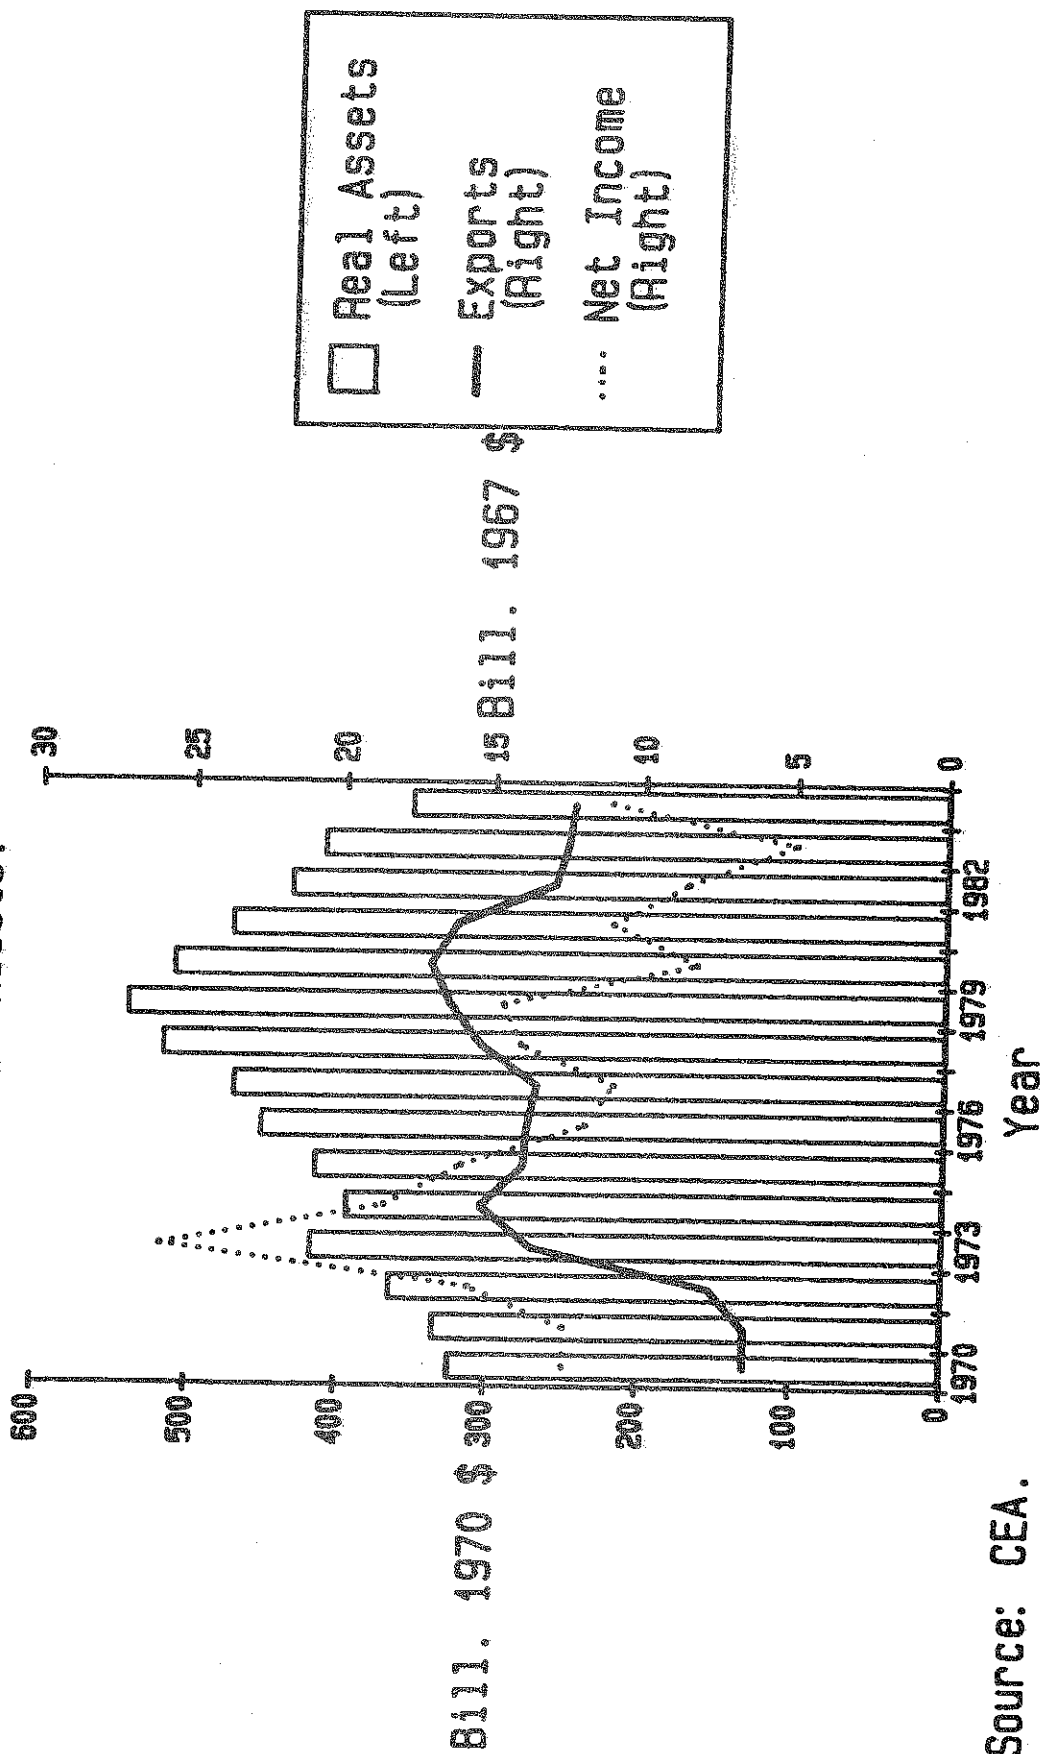 600
500
400
Bill. 1970 $ 300
200
100
0
30
25
20
15 Bill. 1967 $
10
5
0
1970 1973 1976 1979 1982
Year
Real Assets
(Left)
Exports
(Right)
Net Income
(Right)
Source: CEA.